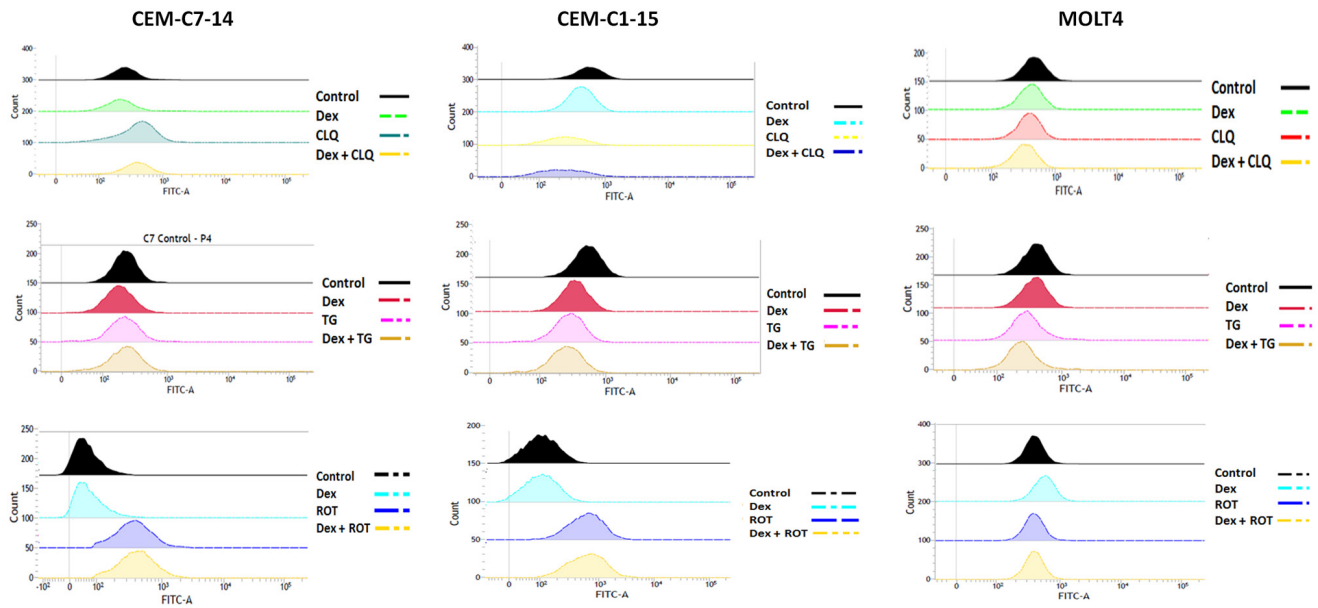 CEM-C7-14
CEM-C1-15
MOLT4
400
300
200
100
0
Count
0 10² 10³ 10⁴ 10⁵
FITC-A
Control
Dex
CLQ
Dex + CLQ
400
300
200
100
0
Count
0 10² 10³ 10⁴ 10⁵
FITC-A
Control
Dex
CLQ
Dex + CLQ
200
150
100
50
0
Count
0 10² 10³ 10⁴ 10⁵
FITC-A
Control
Dex
CLQ
Dex + CLQ
C7 Control - P4
250
200
150
100
50
0
Count
0 10² 10³ 10⁴ 10⁵
FITC-A
Control
Dex
TG
Dex + TG
250
200
150
100
50
0
Count
0 10² 10³ 10⁴ 10⁵
FITC-A
Control
Dex
TG
Dex + TG
250
200
150
100
50
0
Count
0 10² 10³ 10⁴ 10⁵
FITC-A
Control
Dex
TG
Dex + TG
250
200
150
100
50
0
Count
-10² 0 10² 10³ 10⁴ 10⁵
FITC-A
Control
Dex
ROT
Dex + ROT
200
150
100
50
0
Count
0 10² 10³ 10⁴ 10⁵
FITC-A
Control
Dex
ROT
Dex + ROT
400
300
200
100
0
Count
0 10² 10³ 10⁴ 10⁵
FITC-A
Control
Dex
ROT
Dex + ROT